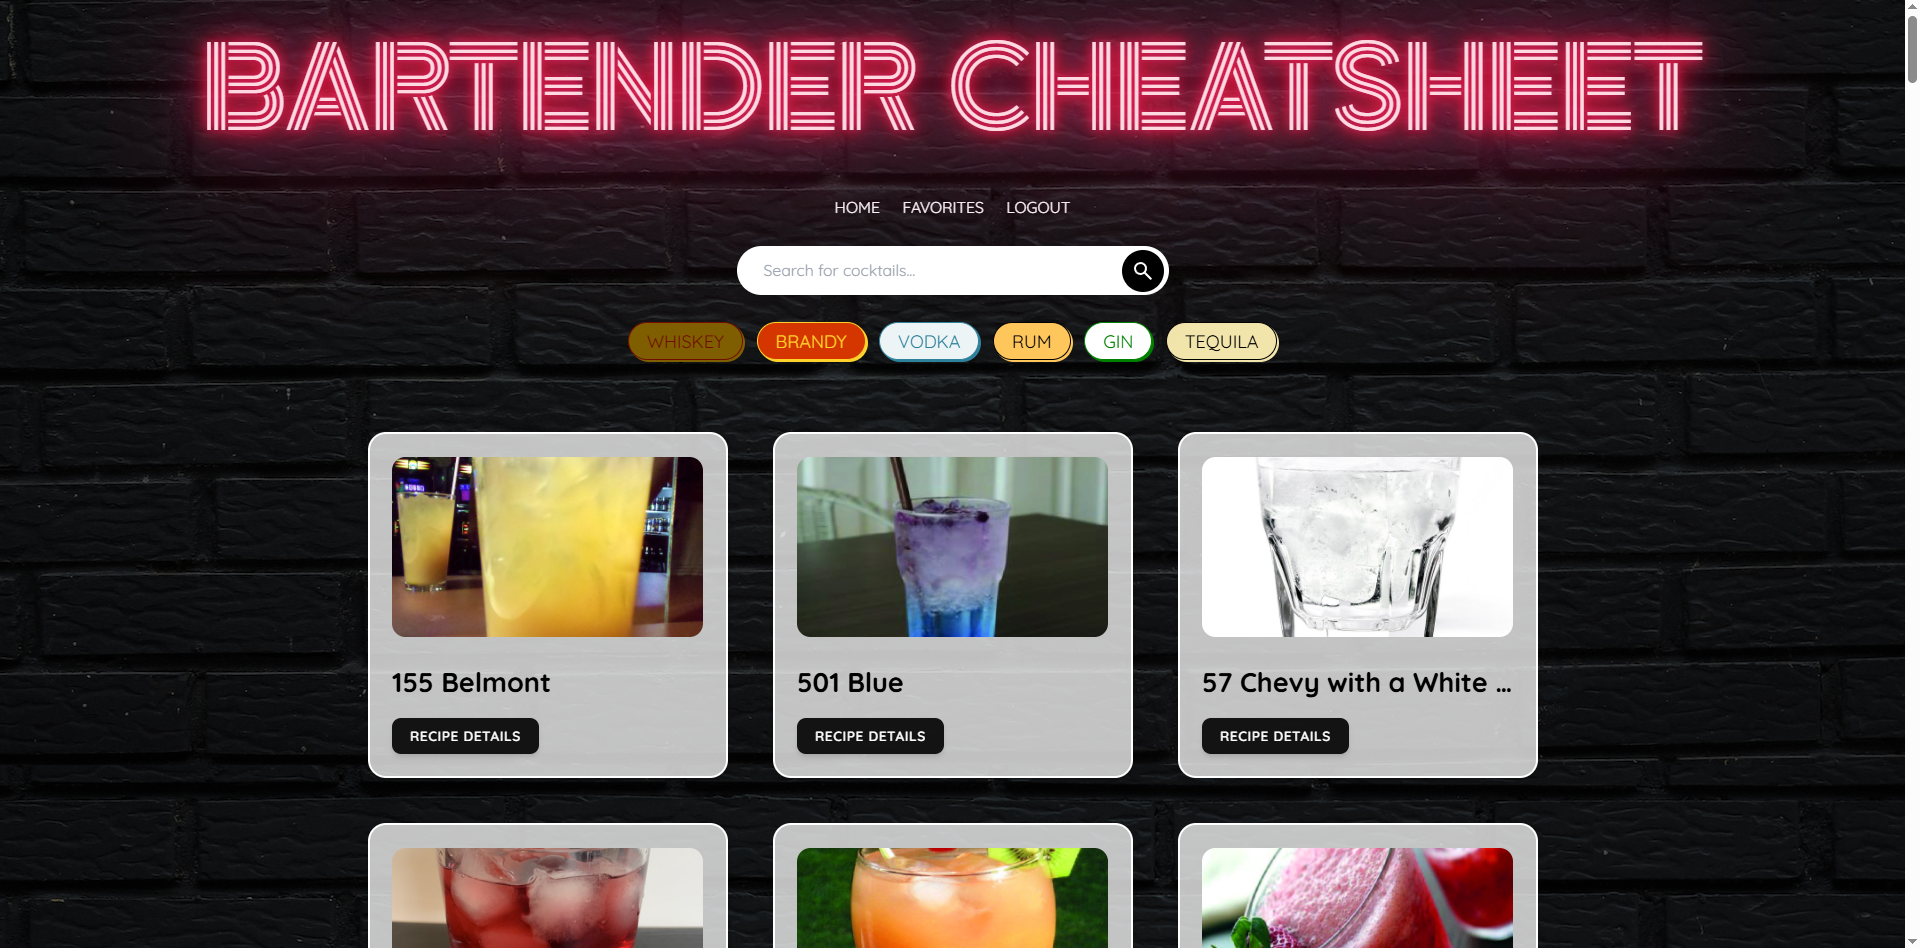 BARTENDER CHEATSHEET
HOME FAVORITES LOGOUT
Search for cocktails...
WHISKEY BRANDY VODKA RUM GIN TEQUILA
155 Belmont
RECIPE DETAILS
501 Blue
RECIPE DETAILS
57 Chevy with a White ...
RECIPE DETAILS